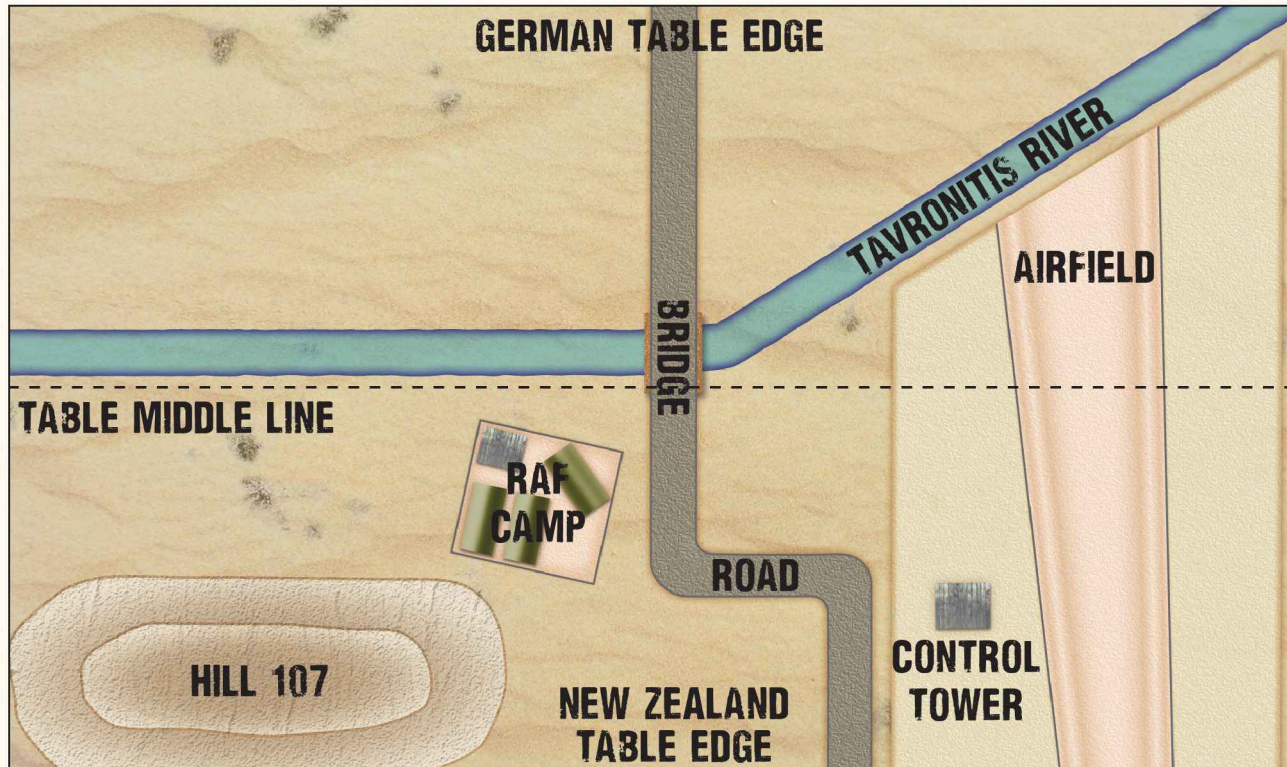 GERMAN TABLE EDGE
TAVRONITIS RIVER
AIRFIELD
BRIDGE
TABLE MIDDLE LINE
RAF
CAMP
ROAD
HILL 107
CONTROL
TOWER
NEW ZEALAND
TABLE EDGE